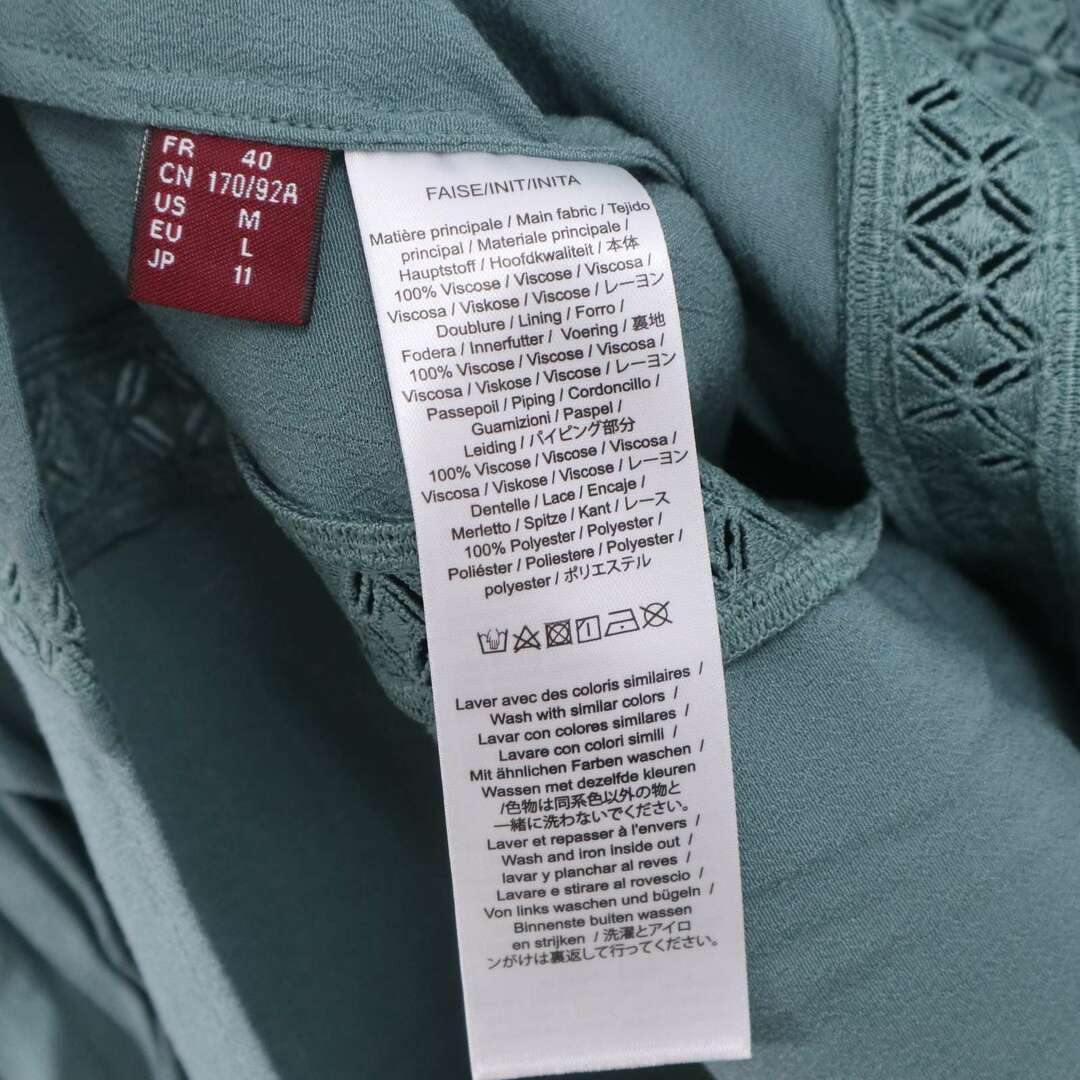 FR 40
CN 170/92A
US M
EU L
JP 11
FAISE/INIT/INITA
Matière principale / Main fabric / Tejido
principal / Materiale principale /
Hauptstoff / Hoofdkwaliteit / 本体
100% Viscose / Viscose / Viscosa /
Viscosa / Viskose / Viscose / レーヨン
Doublure / Lining / Forro /
Fodera / Innerfutter / Voering / 裏地
100% Viscose / Viscose / Viscosa /
Viscosa / Viskose / Viscose / レーヨン
Passepoil / Piping / Cordoncillo /
Guarnizioni / Paspel /
Leiding / パイピング部分
100% Viscose / Viscose / Viscosa /
Viscosa / Viskose / Viscose / レーヨン
Dentelle / Lace / Encaje /
Merletto / Spitze / Kant / レース
100% Polyester / Polyester /
Poliéster / Poliestere / Polyester /
polyester / ポリエステル
Laver avec des coloris similaires /
Wash with similar colors /
Lavar con colores similares /
Lavare con colori simili /
Mit ähnlichen Farben waschen /
Wassen met dezelfde kleuren
/色物は同系色以外の物と
一緒に洗わないでください。
Laver et repasser à l'envers /
Wash and iron inside out /
lavar y planchar al reves /
Lavare e stirare al rovescio /
Von links waschen und bügeln /
Binnenste buiten wassen
en strijken / 洗濯とアイロ
ンがけは裏返して行ってください。